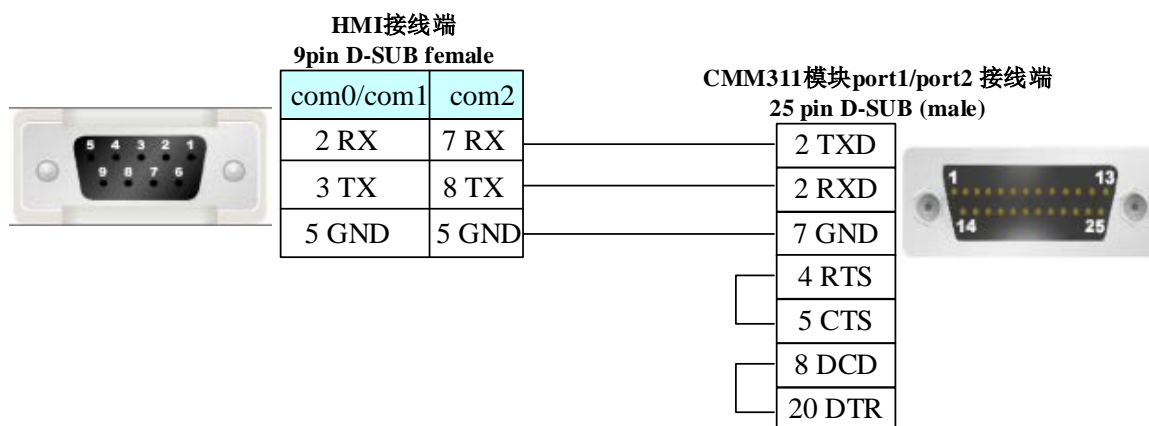 HMI接线端
9pin D-SUB female
com0/com1 com2
2 RX 7 RX
3 TX 8 TX
5 GND 5 GND
CMM311模块port1/port2 接线端
25 pin D-SUB (male)
2 TXD
2 RXD
7 GND
4 RTS
5 CTS
8 DCD
20 DTR
5 4 3 2 1
9 8 7 6
1 13
14 25